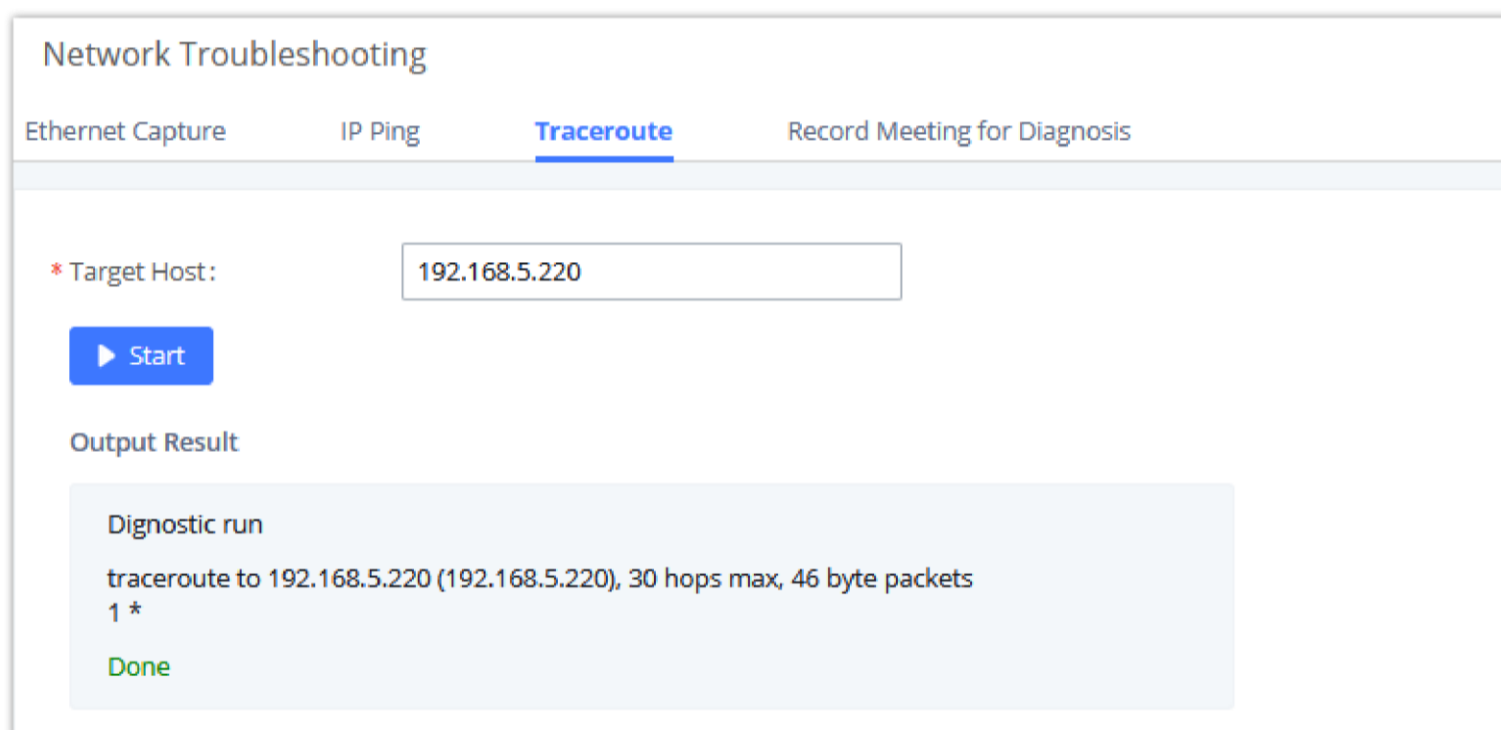 Network Troubleshooting
Ethernet Capture IP Ping Traceroute Record Meeting for Diagnosis
* Target Host: 192.168.5.220
Start
Output Result
Dignostic run
traceroute to 192.168.5.220 (192.168.5.220), 30 hops max, 46 byte packets
1 *
Done